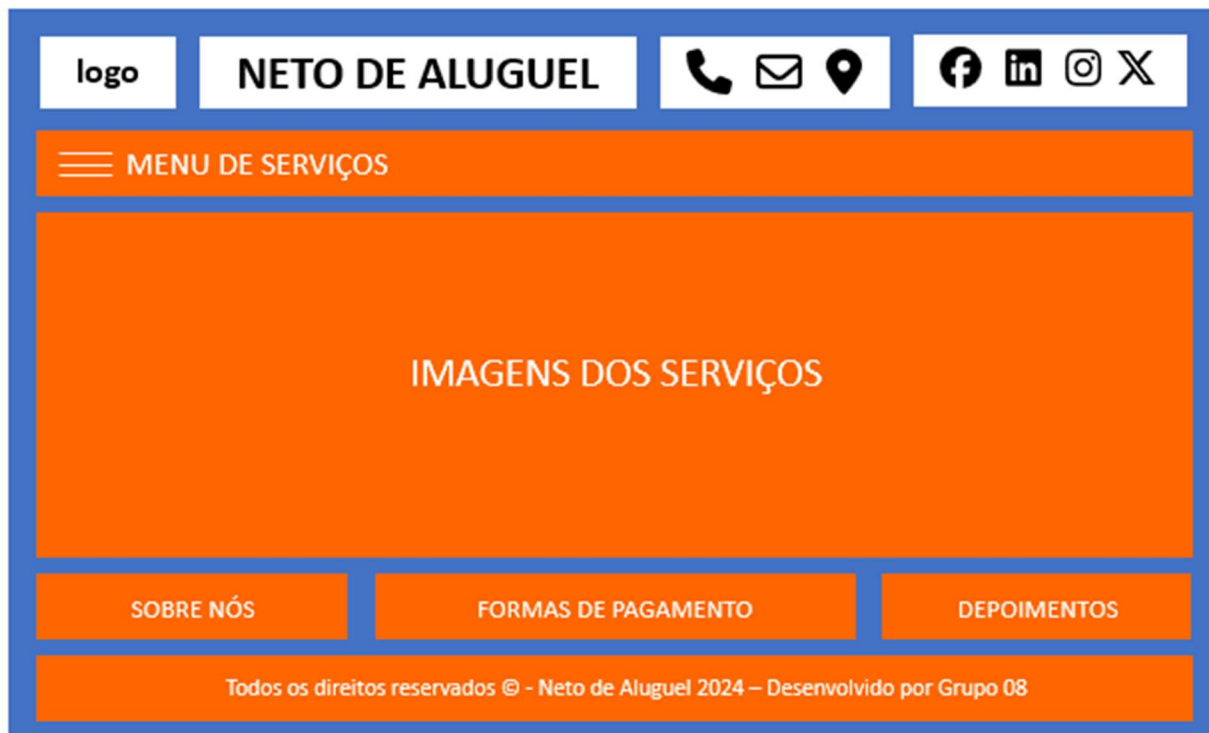 logo
NETO DE ALUGUEL
MENU DE SERVIÇOS
IMAGENS DOS SERVIÇOS
SOBRE NÓS
FORMAS DE PAGAMENTO
DEPOIMENTOS
Todos os direitos reservados © - Neto de Aluguel 2024 – Desenvolvido por Grupo 08